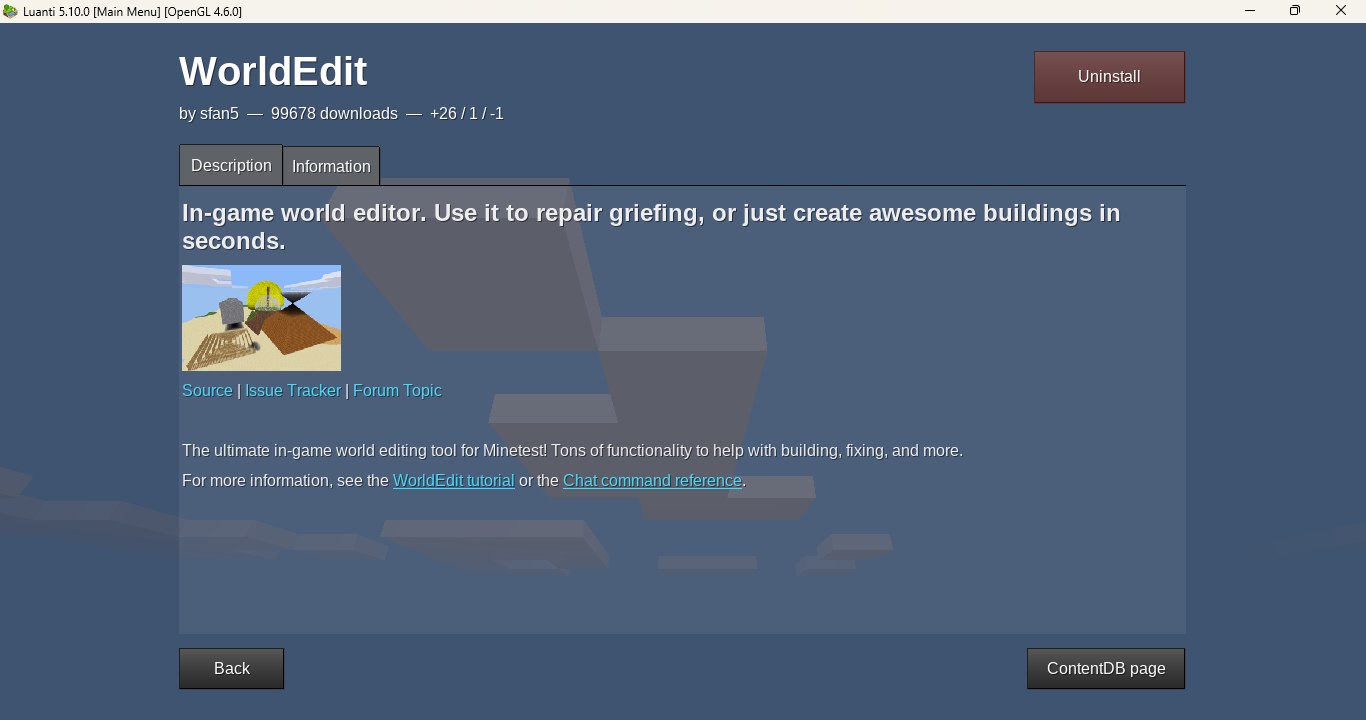 Luanti 5.10.0 [Main Menu] [OpenGL 4.6.0]
WorldEdit
Uninstall
by sfan5 — 99678 downloads — +26 / 1 / -1
Description Information
In-game world editor. Use it to repair griefing, or just create awesome buildings in
seconds.
Source | Issue Tracker | Forum Topic
The ultimate in-game world editing tool for Minetest! Tons of functionality to help with building, fixing, and more.
For more information, see the WorldEdit tutorial or the Chat command reference.
Back ContentDB page